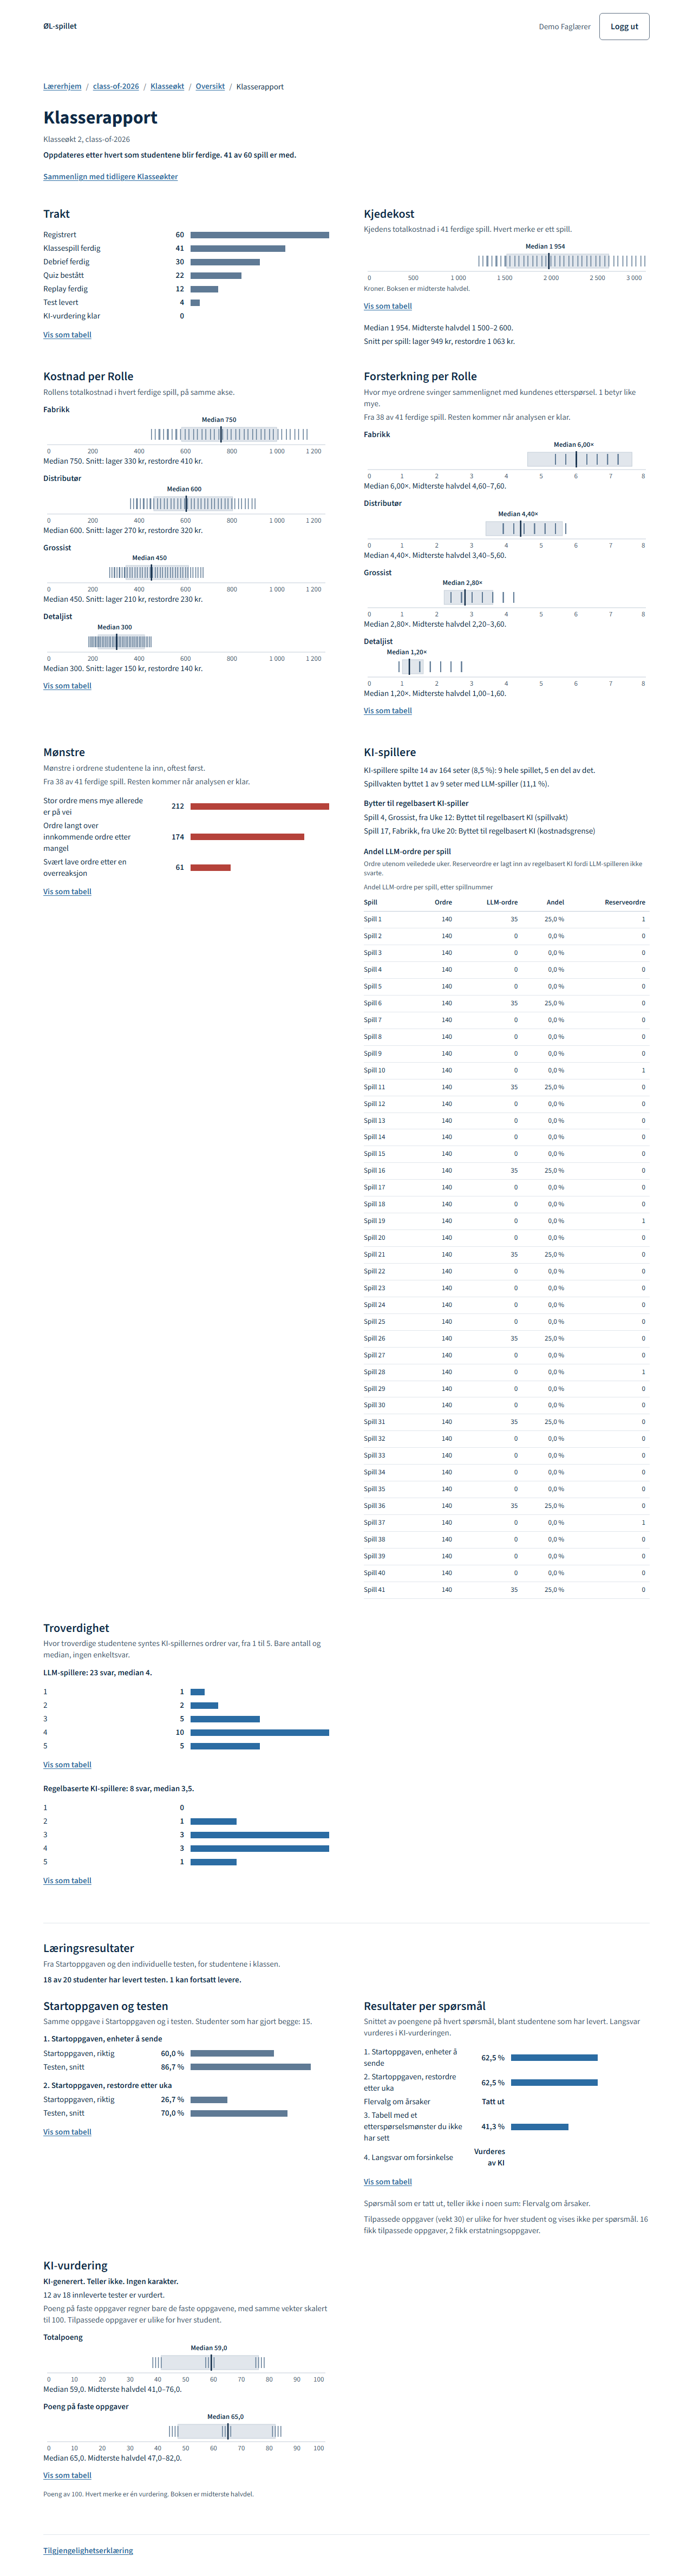 ØL-spillet
Demo Faglærer
Logg ut
Lærerhjem / class-of-2026 / Klasseøkt / Oversikt / Klasserapport
Klasserapport
Klasseøkt 2, class-of-2026
Oppdateres etter hvert som studentene blir ferdige. 41 av 60 spill er med.
Sammenlign med tidligere Klasseøkter
Trakt
Registrert 60
Klassespill ferdig 41
Debrief ferdig 30
Quiz bestått 22
Replay ferdig 12
Test levert 4
KI-vurdering klar 0
Vis som tabell
Kjedekost
Kjedens totalkostnad i 41 ferdige spill. Hvert merke er ett spill.
Median 1 954
0 500 1 000 1 500 2 000 2 500 3 000
Kroner. Boksen er midterste halvdel.
Vis som tabell
Median 1 954. Midterste halvdel 1 500–2 600.
Snitt per spill: lager 949 kr, restordre 1 063 kr.
Kostnad per Rolle
Rollens totalkostnad i hvert ferdige spill, på samme akse.
Fabrikk
Median 750
0 200 400 600 800 1 000 1 200
Median 750. Snitt: lager 330 kr, restordre 410 kr.
Distributør
Median 600
0 200 400 600 800 1 000 1 200
Median 600. Snitt: lager 270 kr, restordre 320 kr.
Grossist
Median 450
0 200 400 600 800 1 000 1 200
Median 450. Snitt: lager 210 kr, restordre 230 kr.
Detaljist
Median 300
0 200 400 600 800 1 000 1 200
Median 300. Snitt: lager 150 kr, restordre 140 kr.
Vis som tabell
Forsterkning per Rolle
Hvor mye ordrene svinger sammenlignet med kundenes etterspørsel. 1 betyr like
mye.
Fra 38 av 41 ferdige spill. Resten kommer når analysen er klar.
Fabrikk
Median 6,00×
0 1 2 3 4 5 6 7 8
Median 6,00×. Midterste halvdel 4,60–7,60.
Distributør
Median 4,40×
0 1 2 3 4 5 6 7 8
Median 4,40×. Midterste halvdel 3,40–5,60.
Grossist
Median 2,80×
0 1 2 3 4 5 6 7 8
Median 2,80×. Midterste halvdel 2,20–3,60.
Detaljist
Median 1,20×
0 1 2 3 4 5 6 7 8
Median 1,20×. Midterste halvdel 1,00–1,60.
Vis som tabell
Mønstre
Mønstre i ordrene studentene la inn, oftest først.
Fra 38 av 41 ferdige spill. Resten kommer når analysen er klar.
Stor ordre mens mye allerede
er på vei
212
Ordre langt over
innkommende ordre etter
mangel
174
Svært lave ordre etter en
overreaksjon
61
Vis som tabell
KI-spillere
KI-spillere spilte 14 av 164 seter (8,5 %): 9 hele spillet, 5 en del av det.
Spillvakten byttet 1 av 9 seter med LLM-spiller (11,1 %).
Bytter til regelbasert KI-spiller
Spill 4, Grossist, fra Uke 12: Byttet til regelbasert KI (spillvakt)
Spill 17, Fabrikk, fra Uke 20: Byttet til regelbasert KI (kostnadsgrense)
Andel LLM-ordre per spill
Ordre utenom veiledede uker. Reserveordre er lagt inn av regelbasert KI fordi LLM-spilleren ikke
svarte.
Andel LLM-ordre per spill, etter spillnummer
Spill Ordre LLM-ordre Andel Reserveordre
Spill 1 140 35 25,0 % 1
Spill 2 140 0 0,0 % 0
Spill 3 140 0 0,0 % 0
Spill 4 140 0 0,0 % 0
Spill 5 140 0 0,0 % 0
Spill 6 140 35 25,0 % 0
Spill 7 140 0 0,0 % 0
Spill 8 140 0 0,0 % 0
Spill 9 140 0 0,0 % 0
Spill 10 140 0 0,0 % 1
Spill 11 140 35 25,0 % 0
Spill 12 140 0 0,0 % 0
Spill 13 140 0 0,0 % 0
Spill 14 140 0 0,0 % 0
Spill 15 140 0 0,0 % 0
Spill 16 140 35 25,0 % 0
Spill 17 140 0 0,0 % 0
Spill 18 140 0 0,0 % 0
Spill 19 140 0 0,0 % 1
Spill 20 140 0 0,0 % 0
Spill 21 140 35 25,0 % 0
Spill 22 140 0 0,0 % 0
Spill 23 140 0 0,0 % 0
Spill 24 140 0 0,0 % 0
Spill 25 140 0 0,0 % 0
Spill 26 140 35 25,0 % 0
Spill 27 140 0 0,0 % 0
Spill 28 140 0 0,0 % 1
Spill 29 140 0 0,0 % 0
Spill 30 140 0 0,0 % 0
Spill 31 140 35 25,0 % 0
Spill 32 140 0 0,0 % 0
Spill 33 140 0 0,0 % 0
Spill 34 140 0 0,0 % 0
Spill 35 140 0 0,0 % 0
Spill 36 140 35 25,0 % 0
Spill 37 140 0 0,0 % 1
Spill 38 140 0 0,0 % 0
Spill 39 140 0 0,0 % 0
Spill 40 140 0 0,0 % 0
Spill 41 140 35 25,0 % 0
Troverdighet
Hvor troverdige studentene syntes KI-spillernes ordrer var, fra 1 til 5. Bare antall og
median, ingen enkeltsvar.
LLM-spillere: 23 svar, median 4.
1 1
2 2
3 5
4 10
5 5
Vis som tabell
Regelbaserte KI-spillere: 8 svar, median 3,5.
1 0
2 1
3 3
4 3
5 1
Vis som tabell
Læringsresultater
Fra Startoppgaven og den individuelle testen, for studentene i klassen.
18 av 20 studenter har levert testen. 1 kan fortsatt levere.
Startoppgaven og testen
Samme oppgave i Startoppgaven og i testen. Studenter som har gjort begge: 15.
1. Startoppgaven, enheter å sende
Startoppgaven, riktig 60,0 %
Testen, snitt 86,7 %
2. Startoppgaven, restordre etter uka
Startoppgaven, riktig 26,7 %
Testen, snitt 70,0 %
Vis som tabell
Resultater per spørsmål
Snittet av poengene på hvert spørsmål, blant studentene som har levert. Langsvar
vurderes i KI-vurderingen.
1. Startoppgaven, enheter å
sende
62,5 %
2. Startoppgaven, restordre
etter uka
62,5 %
Flervalg om årsaker Tatt ut
3. Tabell med et
etterspørselsmønster du ikke
har sett
41,3 %
4. Langsvar om forsinkelse
Vurderes
av KI
Vis som tabell
Spørsmål som er tatt ut, teller ikke i noen sum: Flervalg om årsaker.
Tilpassede oppgaver (vekt 30) er ulike for hver student og vises ikke per spørsmål. 16
fikk tilpassede oppgaver, 2 fikk erstatningsoppgaver.
KI-vurdering
KI-generert. Teller ikke. Ingen karakter.
12 av 18 innleverte tester er vurdert.
Poeng på faste oppgaver regner bare de faste oppgavene, med samme vekter skalert
til 100. Tilpassede oppgaver er ulike for hver student.
Totalpoeng
Median 59,0
0 10 20 30 40 50 60 70 80 90 100
Median 59,0. Midterste halvdel 41,0–76,0.
Poeng på faste oppgaver
Median 65,0
0 10 20 30 40 50 60 70 80 90 100
Median 65,0. Midterste halvdel 47,0–82,0.
Vis som tabell
Poeng av 100. Hvert merke er én vurdering. Boksen er midterste halvdel.
Tilgjengelighetserklæring